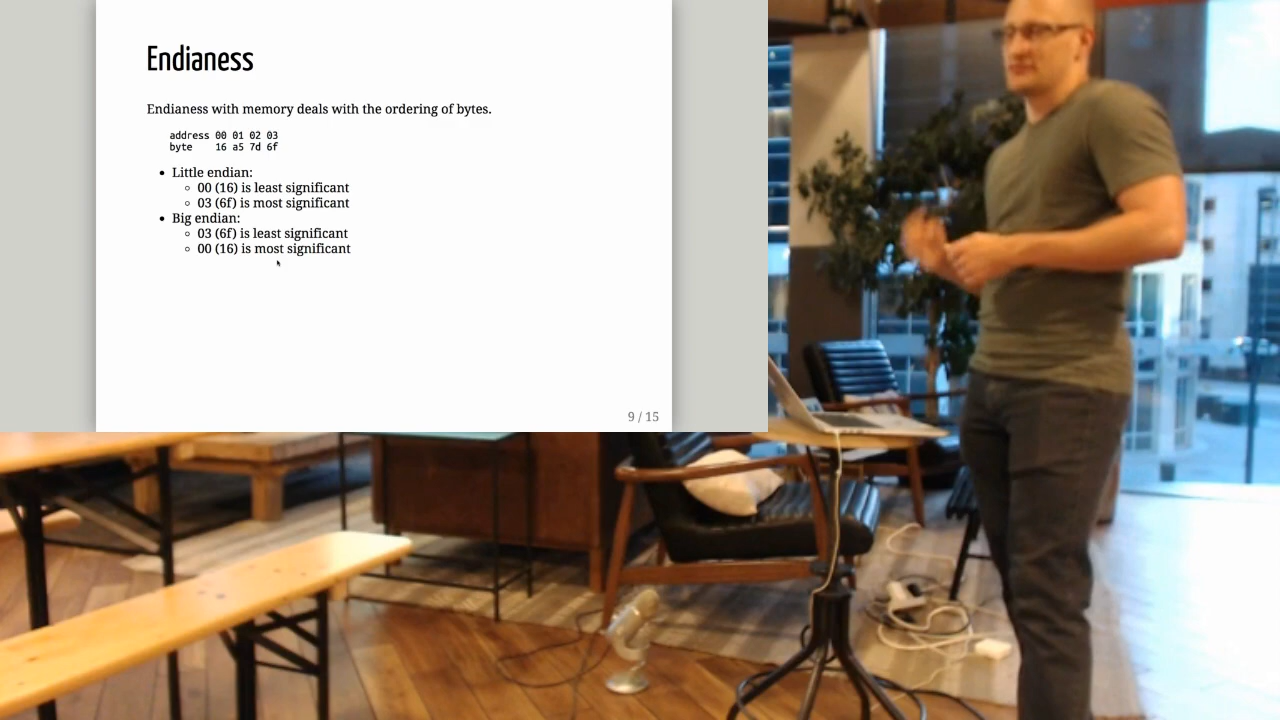 Endianess
Endianess with memory deals with the ordering of bytes.
address 00 01 02 03
byte    16 a5 7d 6f
• Little endian:
◦ 00 (16) is least significant
◦ 03 (6f) is most significant
• Big endian:
◦ 03 (6f) is least significant
◦ 00 (16) is most significant
9 / 15